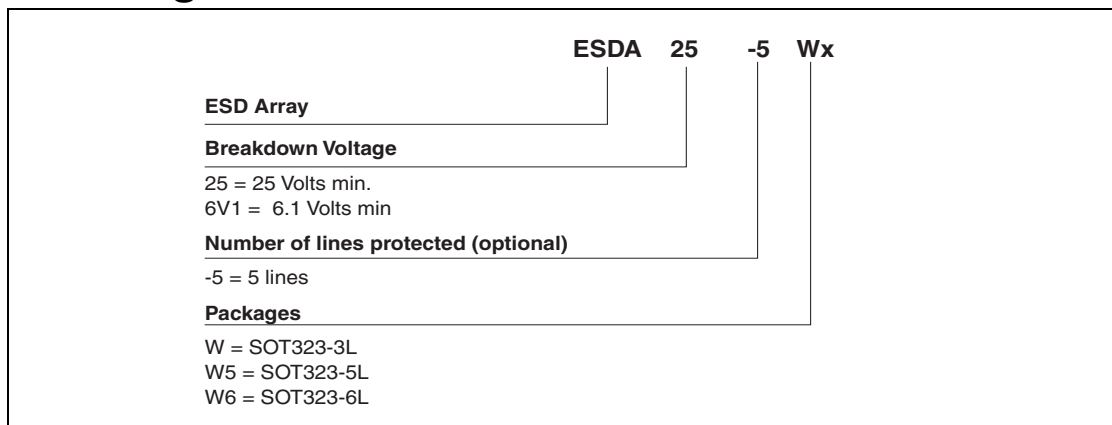 ESDA 25 -5 Wx
ESD Array
Breakdown Voltage
25 = 25 Volts min.
6V1 = 6.1 Volts min
Number of lines protected (optional)
-5 = 5 lines
Packages
W = SOT323-3L
W5 = SOT323-5L
W6 = SOT323-6L